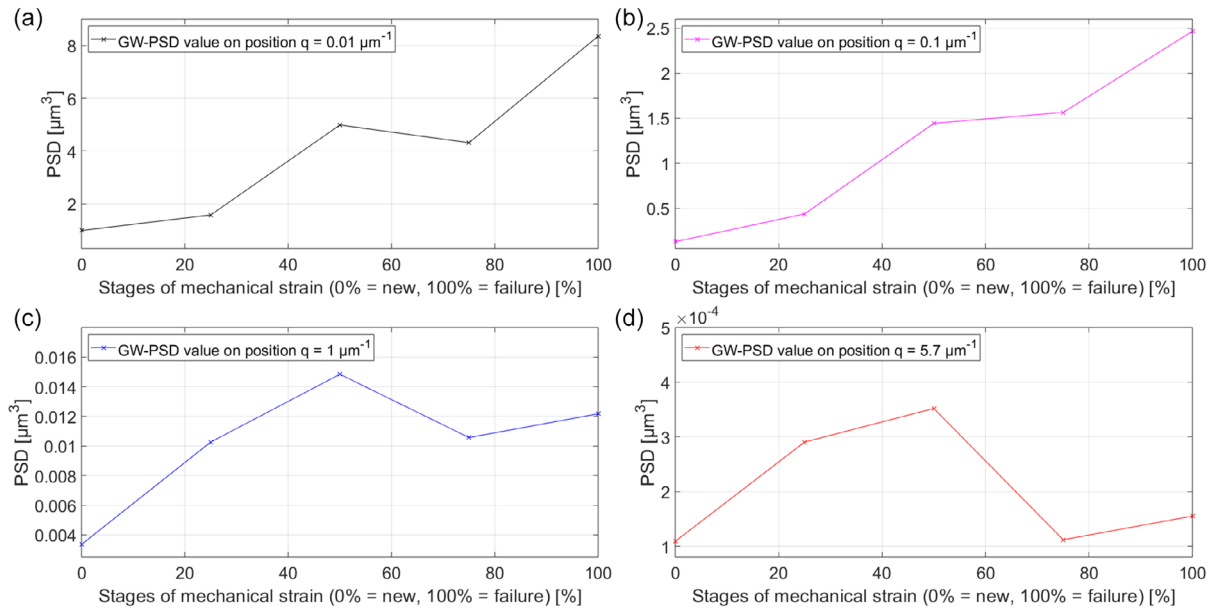 (a)
GW-PSD value on position q = 0.01 µm⁻¹
PSD [µm³]
8
6
4
2
0 20 40 60 80 100
Stages of mechanical strain (0% = new, 100% = failure) [%]
(b)
GW-PSD value on position q = 0.1 µm⁻¹
PSD [µm³]
2.5
2
1.5
1
0.5
0 20 40 60 80 100
Stages of mechanical strain (0% = new, 100% = failure) [%]
(c)
GW-PSD value on position q = 1 µm⁻¹
PSD [µm³]
0.016
0.014
0.012
0.01
0.008
0.006
0.004
0 20 40 60 80 100
Stages of mechanical strain (0% = new, 100% = failure) [%]
(d)
×10⁻⁴
GW-PSD value on position q = 5.7 µm⁻¹
PSD [µm³]
5
4
3
2
1
0 20 40 60 80 100
Stages of mechanical strain (0% = new, 100% = failure) [%]